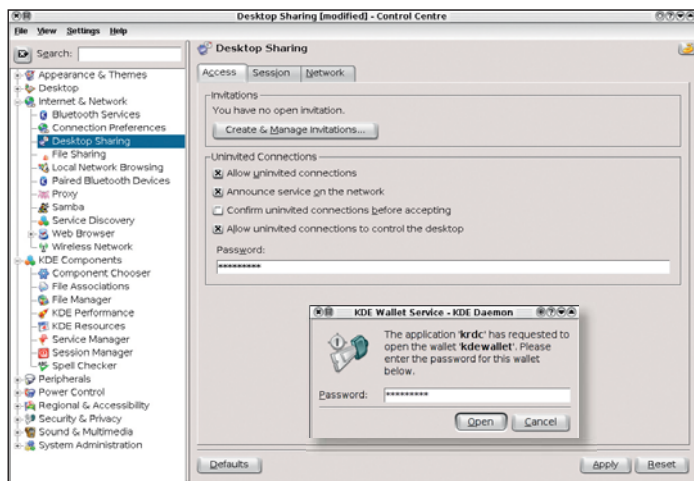 Desktop Sharing [modified] - Control Centre
File View Settings Help
Search:
Appearance & Themes
Desktop
Internet & Network
Bluetooth Services
Connection Preferences
Desktop Sharing
File Sharing
Local Network Browsing
Paired Bluetooth Devices
Proxy
Samba
Service Discovery
Web Browser
Wireless Network
KDE Components
Component Chooser
File Associations
File Manager
KDE Performance
KDE Resources
Service Manager
Session Manager
Spell Checker
Peripherals
Power Control
Regional & Accessibility
Security & Privacy
Sound & Multimedia
System Administration
Desktop Sharing
Access Session Network
Invitations
You have no open invitation.
Create & Manage Invitations...
Uninvited Connections
Allow uninvited connections
Announce service on the network
Confirm uninvited connections before accepting
Allow uninvited connections to control the desktop
Password:
*********
KDE Wallet Service - KDE Daemon
The application 'krdc' has requested to
open the wallet 'kdewallet'. Please
enter the password for this wallet
below.
Password: *********
Open Cancel
Defaults Apply Reset